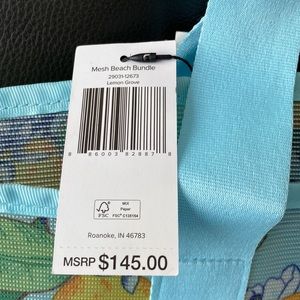 Mesh Beach Bundle
29031-12673
Lemon Grove
8 86003 82887 8
FSC
MIX
Paper
FSC® C135154
Roanoke, IN 46783
MSRP $145.00